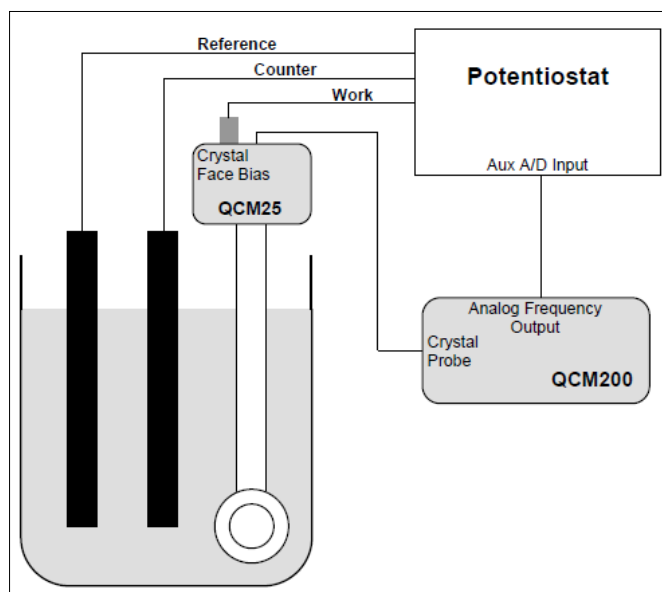 Reference
Counter
Work
Potentiostat
Aux A/D Input
Crystal
Face Bias
QCM25
Analog Frequency
Output
Crystal
Probe
QCM200